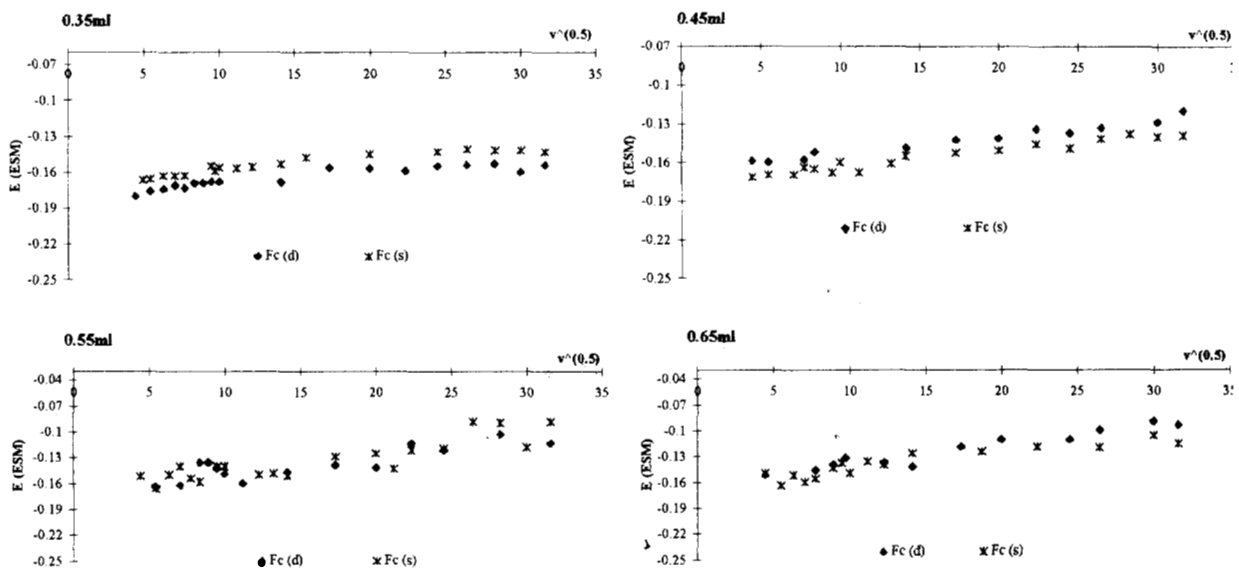 0.35ml
v^(0.5)
-0.07
0 5 10 15 20 25 30 35
-0.1
-0.13
-0.16
-0.19
-0.22
-0.25
E (ESM)
Fc (d) Fc (s)
0.45ml
v^(0.5)
-0.07
0 5 10 15 20 25 30
-0.1
-0.13
-0.16
-0.19
-0.22
-0.25
E (ESM)
Fc (d) Fc (s)
0.55ml
v^(0.5)
-0.04
0 5 10 15 20 25 30 35
-0.07
-0.1
-0.13
-0.16
-0.19
-0.22
-0.25
E (ESM)
Fc (d) Fc (s)
0.65ml
v^(0.5)
-0.04
0 5 10 15 20 25 30 35
-0.07
-0.1
-0.13
-0.16
-0.19
-0.22
-0.25
E (ESM)
Fc (d) Fc (s)